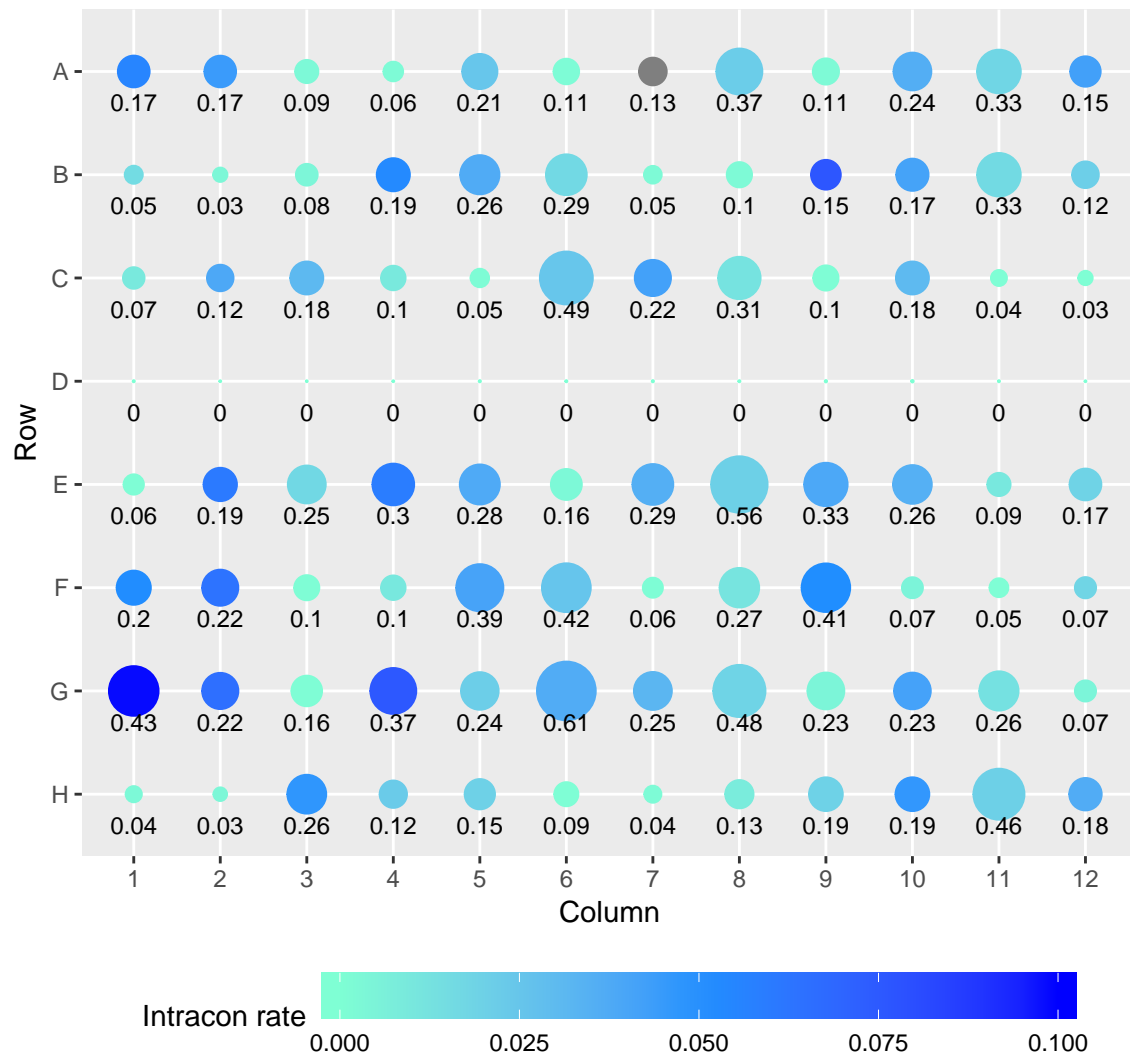 A
0.17 0.17 0.09 0.06 0.21 0.11 0.13 0.37 0.11 0.24 0.33 0.15
B
0.05 0.03 0.08 0.19 0.26 0.29 0.05 0.1 0.15 0.17 0.33 0.12
C
0.07 0.12 0.18 0.1 0.05 0.49 0.22 0.31 0.1 0.18 0.04 0.03
D
0 0 0 0 0 0 0 0 0 0 0 0
Row
E
0.06 0.19 0.25 0.3 0.28 0.16 0.29 0.56 0.33 0.26 0.09 0.17
F
0.2 0.22 0.1 0.1 0.39 0.42 0.06 0.27 0.41 0.07 0.05 0.07
G
0.43 0.22 0.16 0.37 0.24 0.61 0.25 0.48 0.23 0.23 0.26 0.07
H
0.04 0.03 0.26 0.12 0.15 0.09 0.04 0.13 0.19 0.19 0.46 0.18
1 2 3 4 5 6 7 8 9 10 11 12
Column
Intracon rate
0.000 0.025 0.050 0.075 0.100